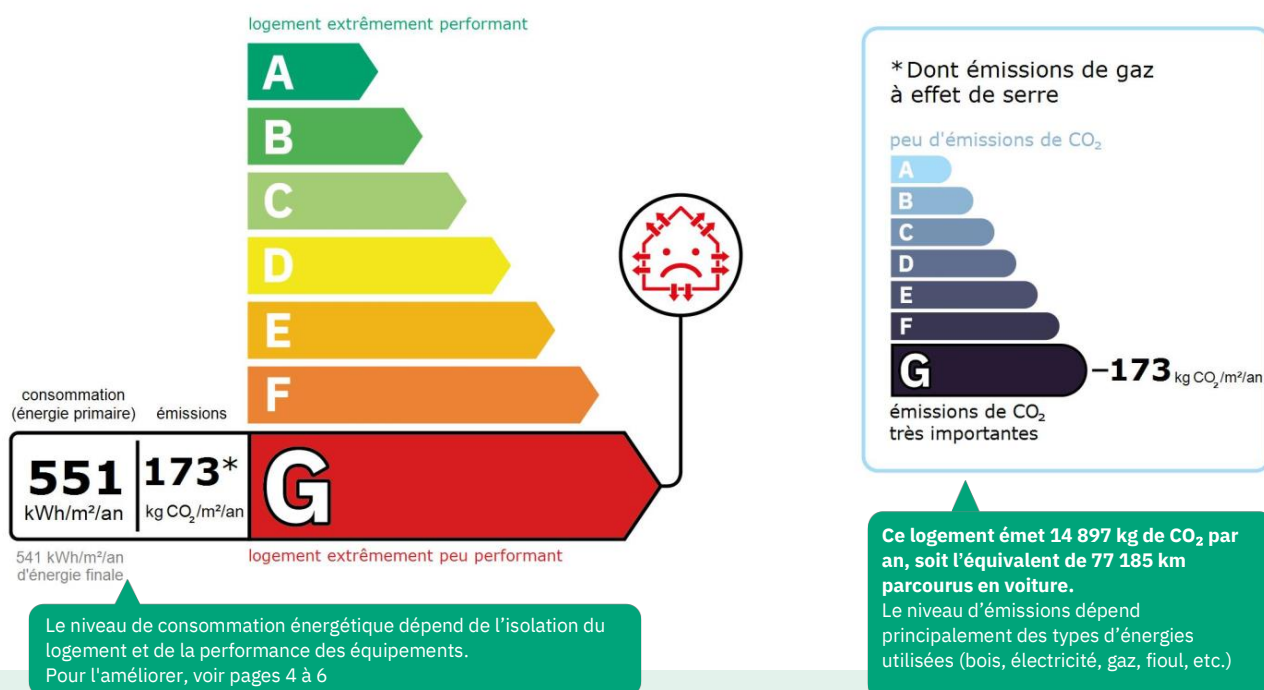 logement extrêmement performant
A
B
C
D
E
F
consommation
(énergie primaire)
émissions
551
kWh/m²/an
173*
kg CO₂/m²/an
G
541 kWh/m²/an
d'énergie finale
logement extrêmement peu performant
Le niveau de consommation énergétique dépend de l’isolation du
logement et de la performance des équipements.
Pour l'améliorer, voir pages 4 à 6
*Dont émissions de gaz
à effet de serre
peu d'émissions de CO₂
A
B
C
D
E
F
G
–173 kg CO₂/m²/an
émissions de CO₂
très importantes
Ce logement émet 14 897 kg de CO₂ par
an, soit l’équivalent de 77 185 km
parcourus en voiture.
Le niveau d’émissions dépend
principalement des types d’énergies
utilisées (bois, électricité, gaz, fioul, etc.)